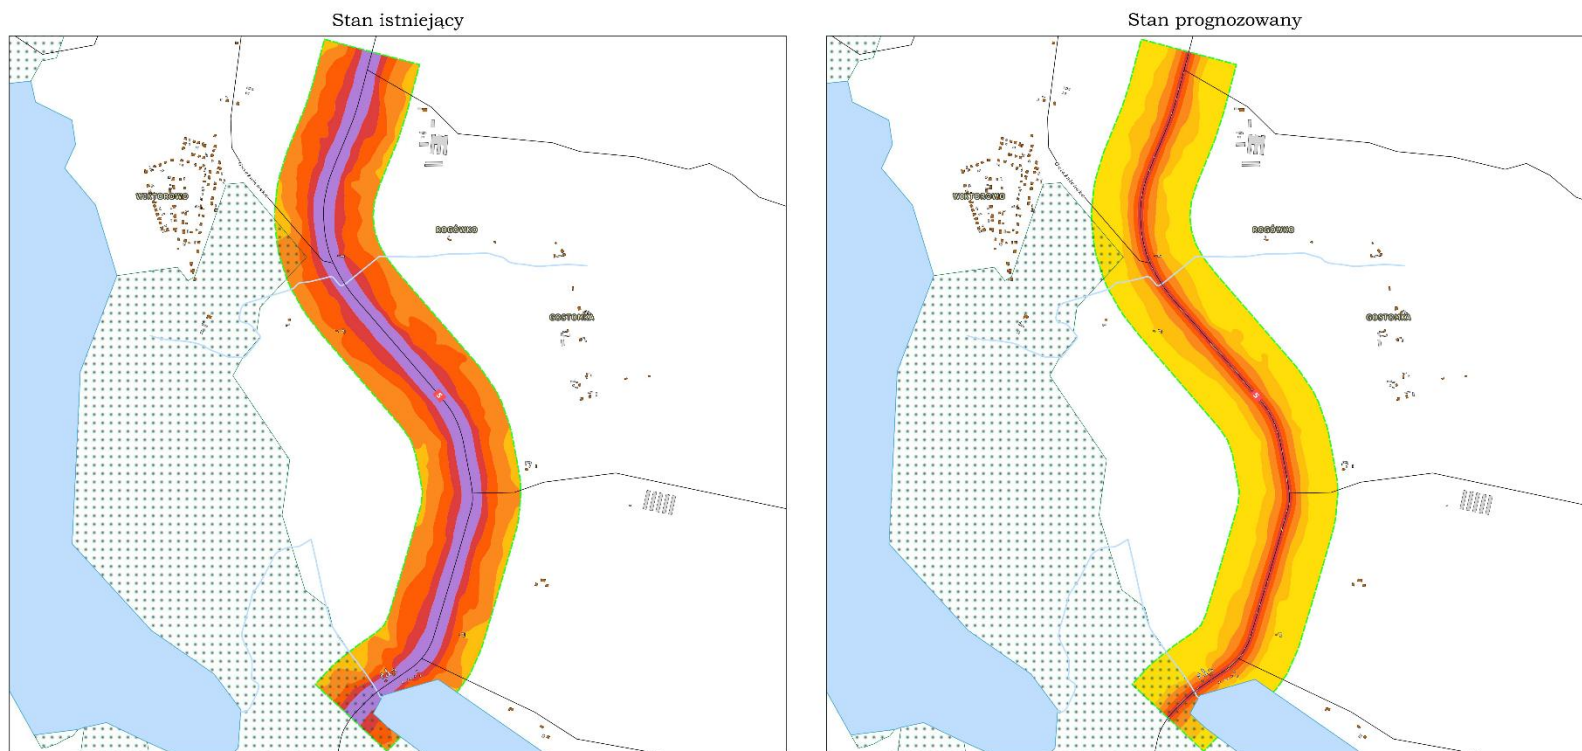 Stan istniejący
Stan prognozowany
WIKTOROWO
WIKTOROWO
ROGÓWKO
ROGÓWKO
GOSTOMKA
GOSTOMKA